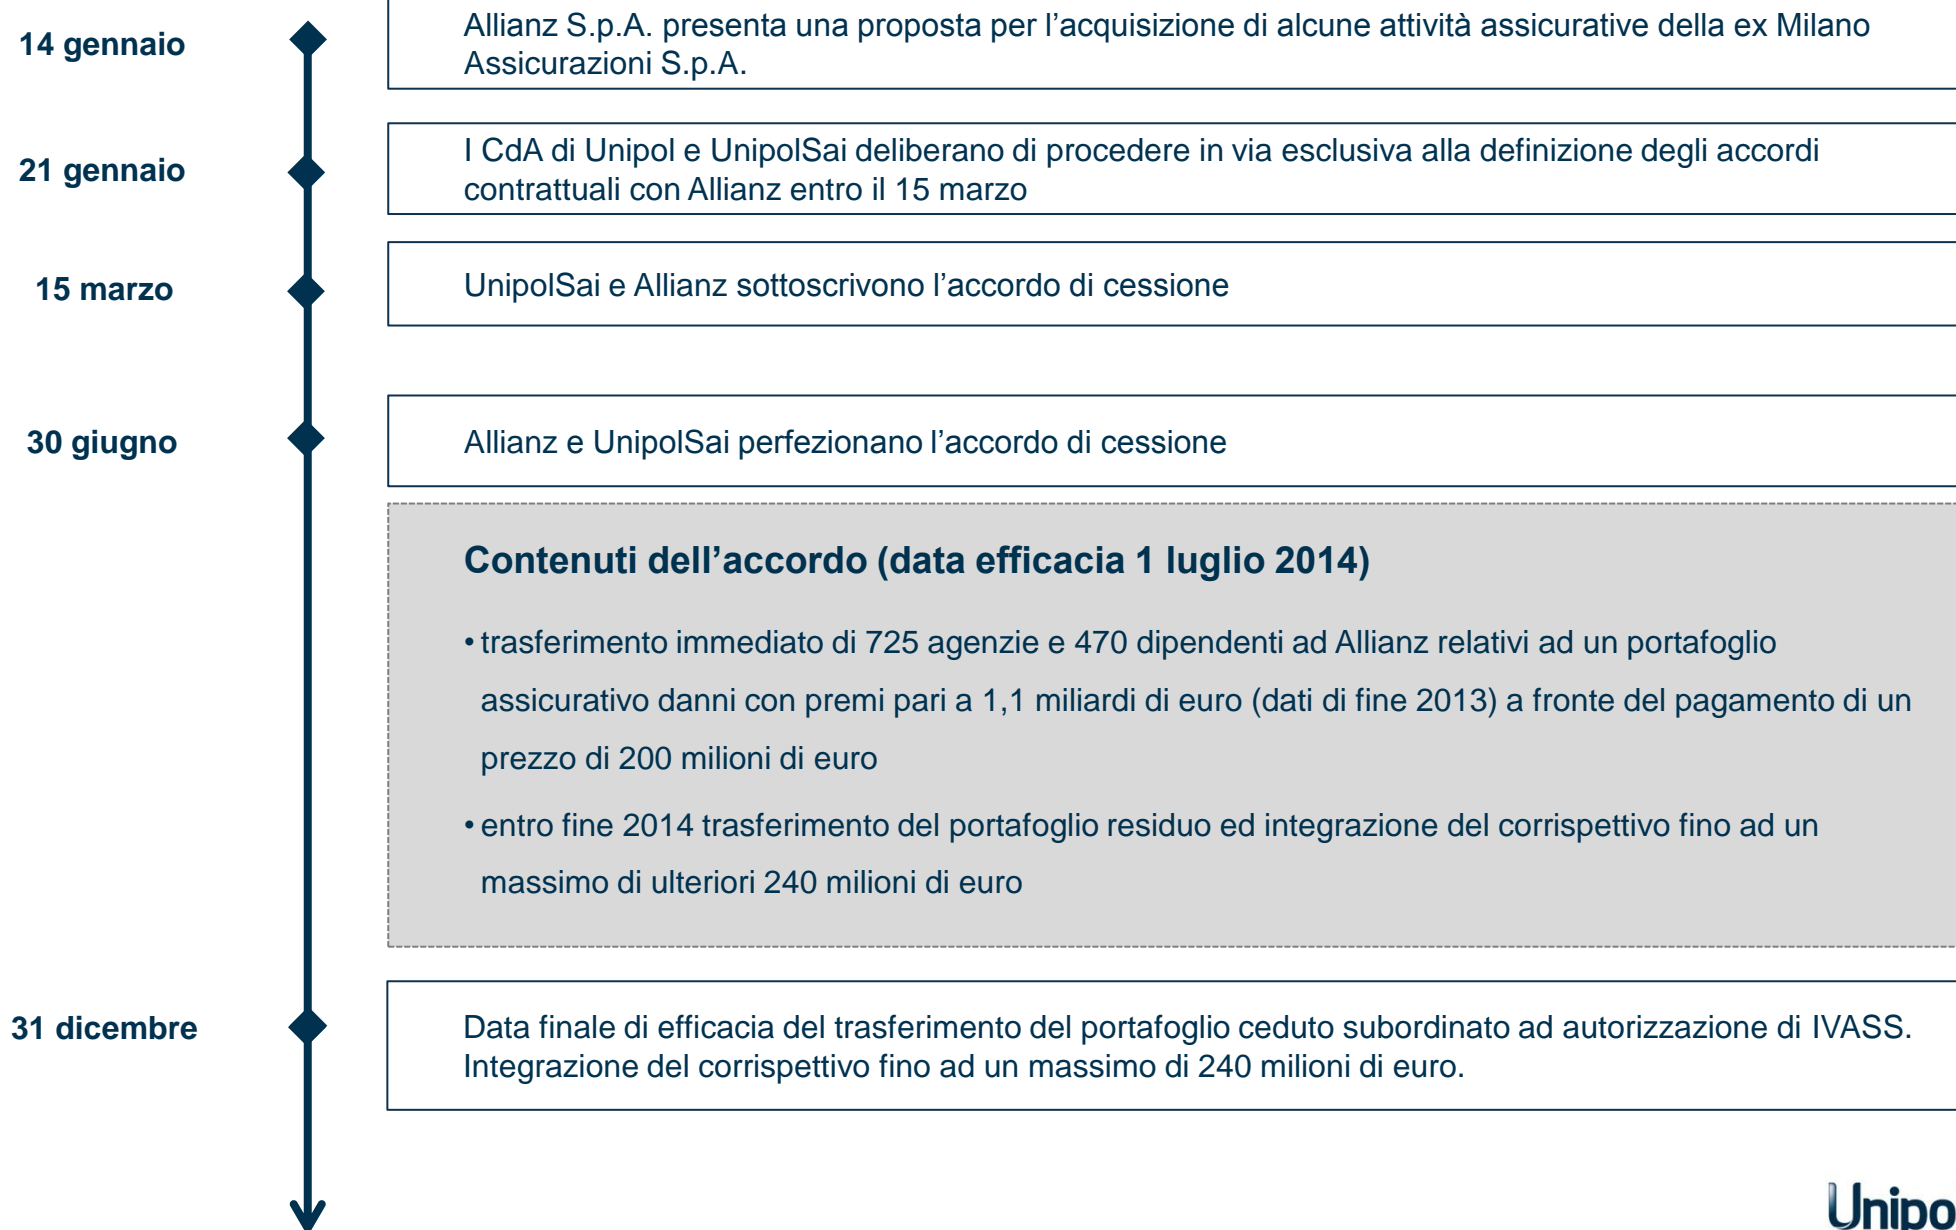 14 gennaio
Allianz S.p.A. presenta una proposta per l’acquisizione di alcune attività assicurative della ex Milano
Assicurazioni S.p.A.
21 gennaio
I CdA di Unipol e UnipolSai deliberano di procedere in via esclusiva alla definizione degli accordi
contrattuali con Allianz entro il 15 marzo
15 marzo
UnipolSai e Allianz sottoscrivono l’accordo di cessione
30 giugno
Allianz e UnipolSai perfezionano l’accordo di cessione
Contenuti dell’accordo (data efficacia 1 luglio 2014)
• trasferimento immediato di 725 agenzie e 470 dipendenti ad Allianz relativi ad un portafoglio
assicurativo danni con premi pari a 1,1 miliardi di euro (dati di fine 2013) a fronte del pagamento di un
prezzo di 200 milioni di euro
• entro fine 2014 trasferimento del portafoglio residuo ed integrazione del corrispettivo fino ad un
massimo di ulteriori 240 milioni di euro
31 dicembre
Data finale di efficacia del trasferimento del portafoglio ceduto subordinato ad autorizzazione di IVASS.
Integrazione del corrispettivo fino ad un massimo di 240 milioni di euro.
Unipo